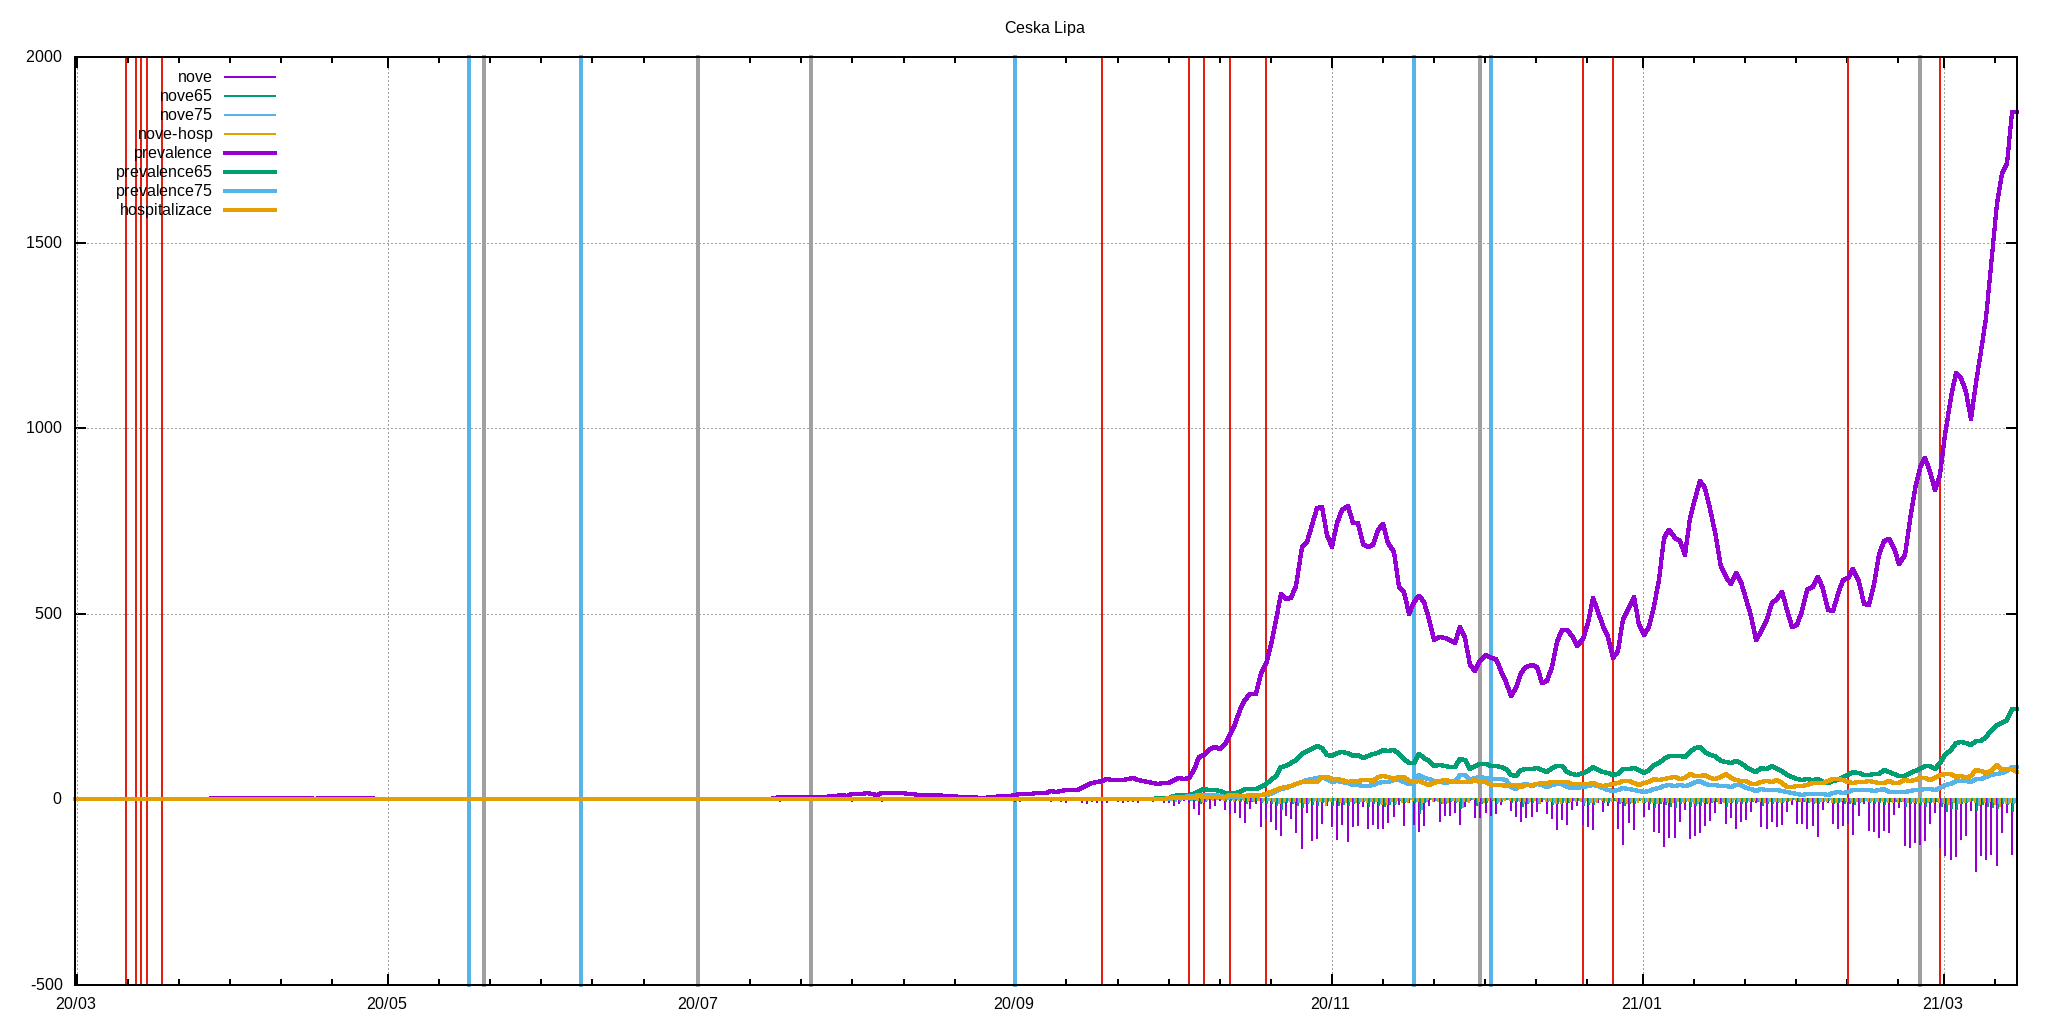 Ceska Lipa
2000
1500
1000
500
0
-500
nove
nove65
nove75
nove-hosp
prevalence
prevalence65
prevalence75
hospitalizace
20/03 20/05 20/07 20/09 20/11 21/01 21/03